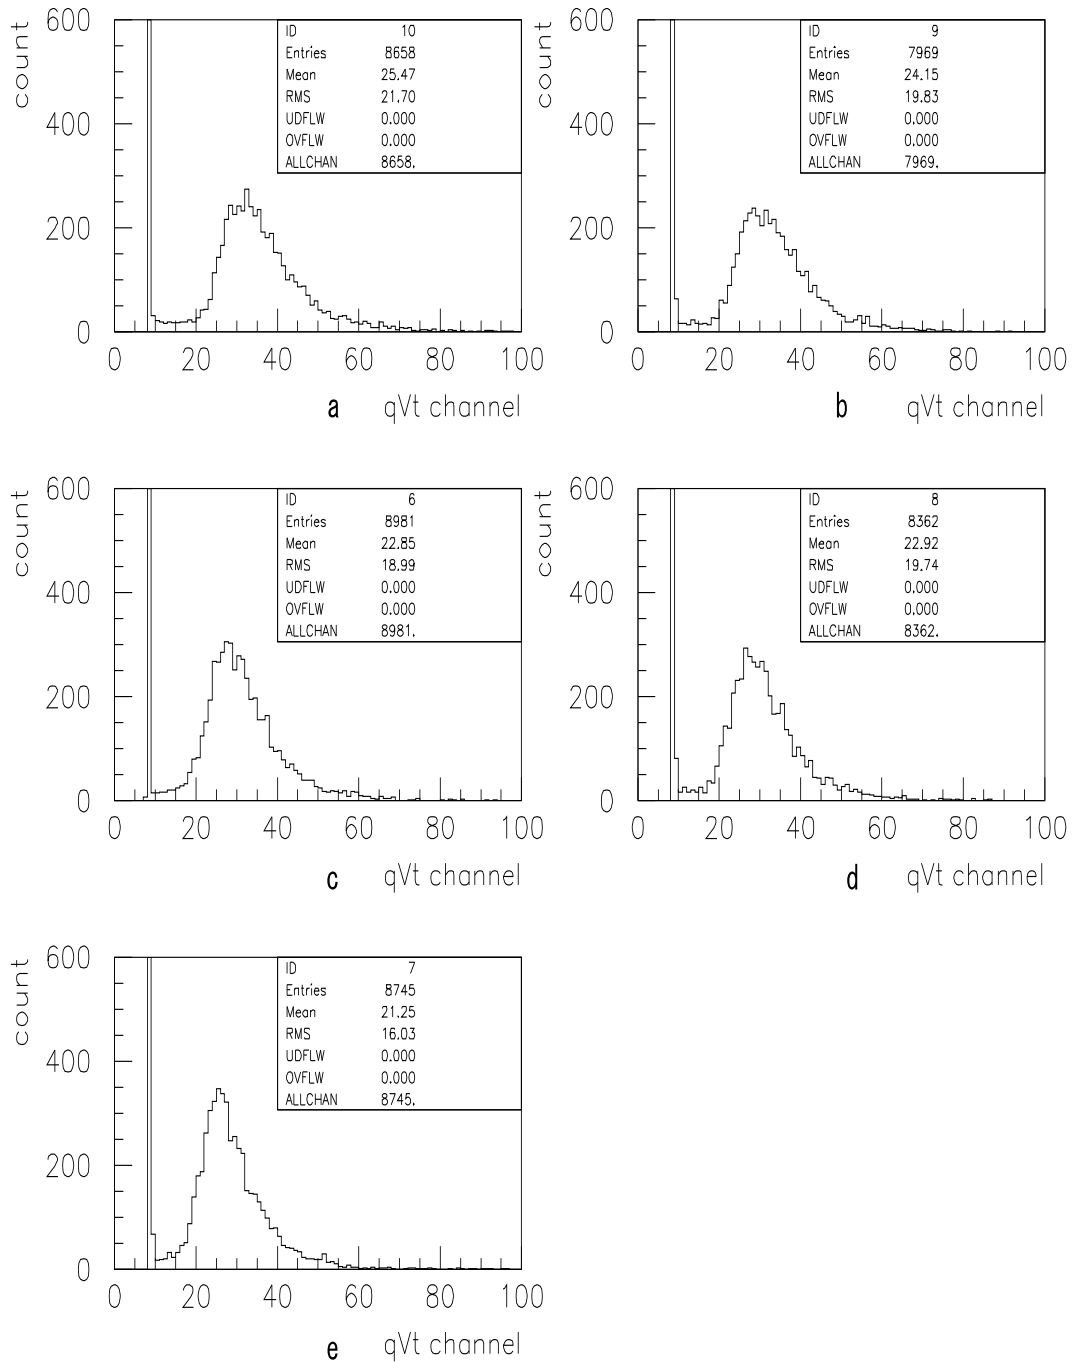 count
600
400
200
0
0 20 40 60 80 100
ID 10
Entries 8658
Mean 25.47
RMS 21.70
UDFLW 0.000
OVFLW 0.000
ALLCHAN 8658.
a qVt channel
count
600
400
200
0
0 20 40 60 80 100
ID 9
Entries 7969
Mean 24.15
RMS 19.83
UDFLW 0.000
OVFLW 0.000
ALLCHAN 7969.
b qVt channel
count
600
400
200
0
0 20 40 60 80 100
ID 6
Entries 8981
Mean 22.85
RMS 18.99
UDFLW 0.000
OVFLW 0.000
ALLCHAN 8981.
c qVt channel
count
600
400
200
0
0 20 40 60 80 100
ID 8
Entries 8362
Mean 22.92
RMS 19.74
UDFLW 0.000
OVFLW 0.000
ALLCHAN 8362.
d qVt channel
count
600
400
200
0
0 20 40 60 80 100
ID 7
Entries 8745
Mean 21.25
RMS 16.03
UDFLW 0.000
OVFLW 0.000
ALLCHAN 8745.
e qVt channel